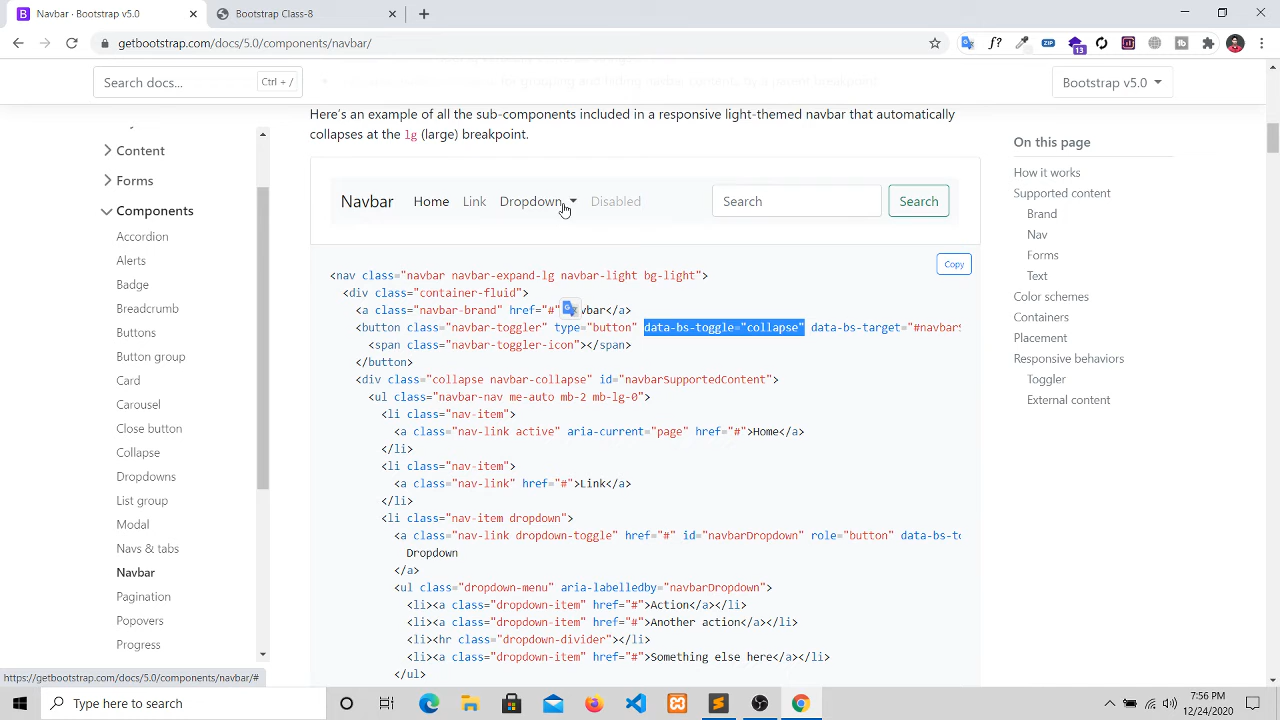 Navbar · Bootstrap v5.0
Bootstrap Class-8
getbootstrap.com/docs/5.0/components/navbar/
f?
ZIP
13
Search docs...
Ctrl + /
Bootstrap v5.0
for grouping and hiding navbar contents by a parent breakpoint
Here's an example of all the sub-components included in a responsive light-themed navbar that automatically
collapses at the lg (large) breakpoint.
Content
Forms
Components
Accordion
Alerts
Badge
Breadcrumb
Buttons
Button group
Card
Carousel
Close button
Collapse
Dropdowns
List group
Modal
Navs & tabs
Navbar
Pagination
Popovers
Progress
Navbar Home Link Dropdown Disabled Search Search
Copy
<nav class="navbar navbar-expand-lg navbar-light bg-light">
<div class="container-fluid">
<a class="navbar-brand" href="#" vbar</a>
<button class="navbar-toggler" type="button" data-bs-toggle="collapse" data-bs-target="#navbarS
<span class="navbar-toggler-icon"></span>
</button>
<div class="collapse navbar-collapse" id="navbarSupportedContent">
<ul class="navbar-nav me-auto mb-2 mb-lg-0">
<li class="nav-item">
<a class="nav-link active" aria-current="page" href="#">Home</a>
</li>
<li class="nav-item">
<a class="nav-link" href="#">Link</a>
</li>
<li class="nav-item dropdown">
<a class="nav-link dropdown-toggle" href="#" id="navbarDropdown" role="button" data-bs-to
Dropdown
</a>
<ul class="dropdown-menu" aria-labelledby="navbarDropdown">
<li><a class="dropdown-item" href="#">Action</a></li>
<li><a class="dropdown-item" href="#">Another action</a></li>
<li><hr class="dropdown-divider"></li>
<li><a class="dropdown-item" href="#">Something else here</a></li>
</ul>
On this page
How it works
Supported content
Brand
Nav
Forms
Text
Color schemes
Containers
Placement
Responsive behaviors
Toggler
External content
https://getbootstrap.com/docs/5.0/components/navbar/#
Type here to search
7:56 PM
12/24/2020